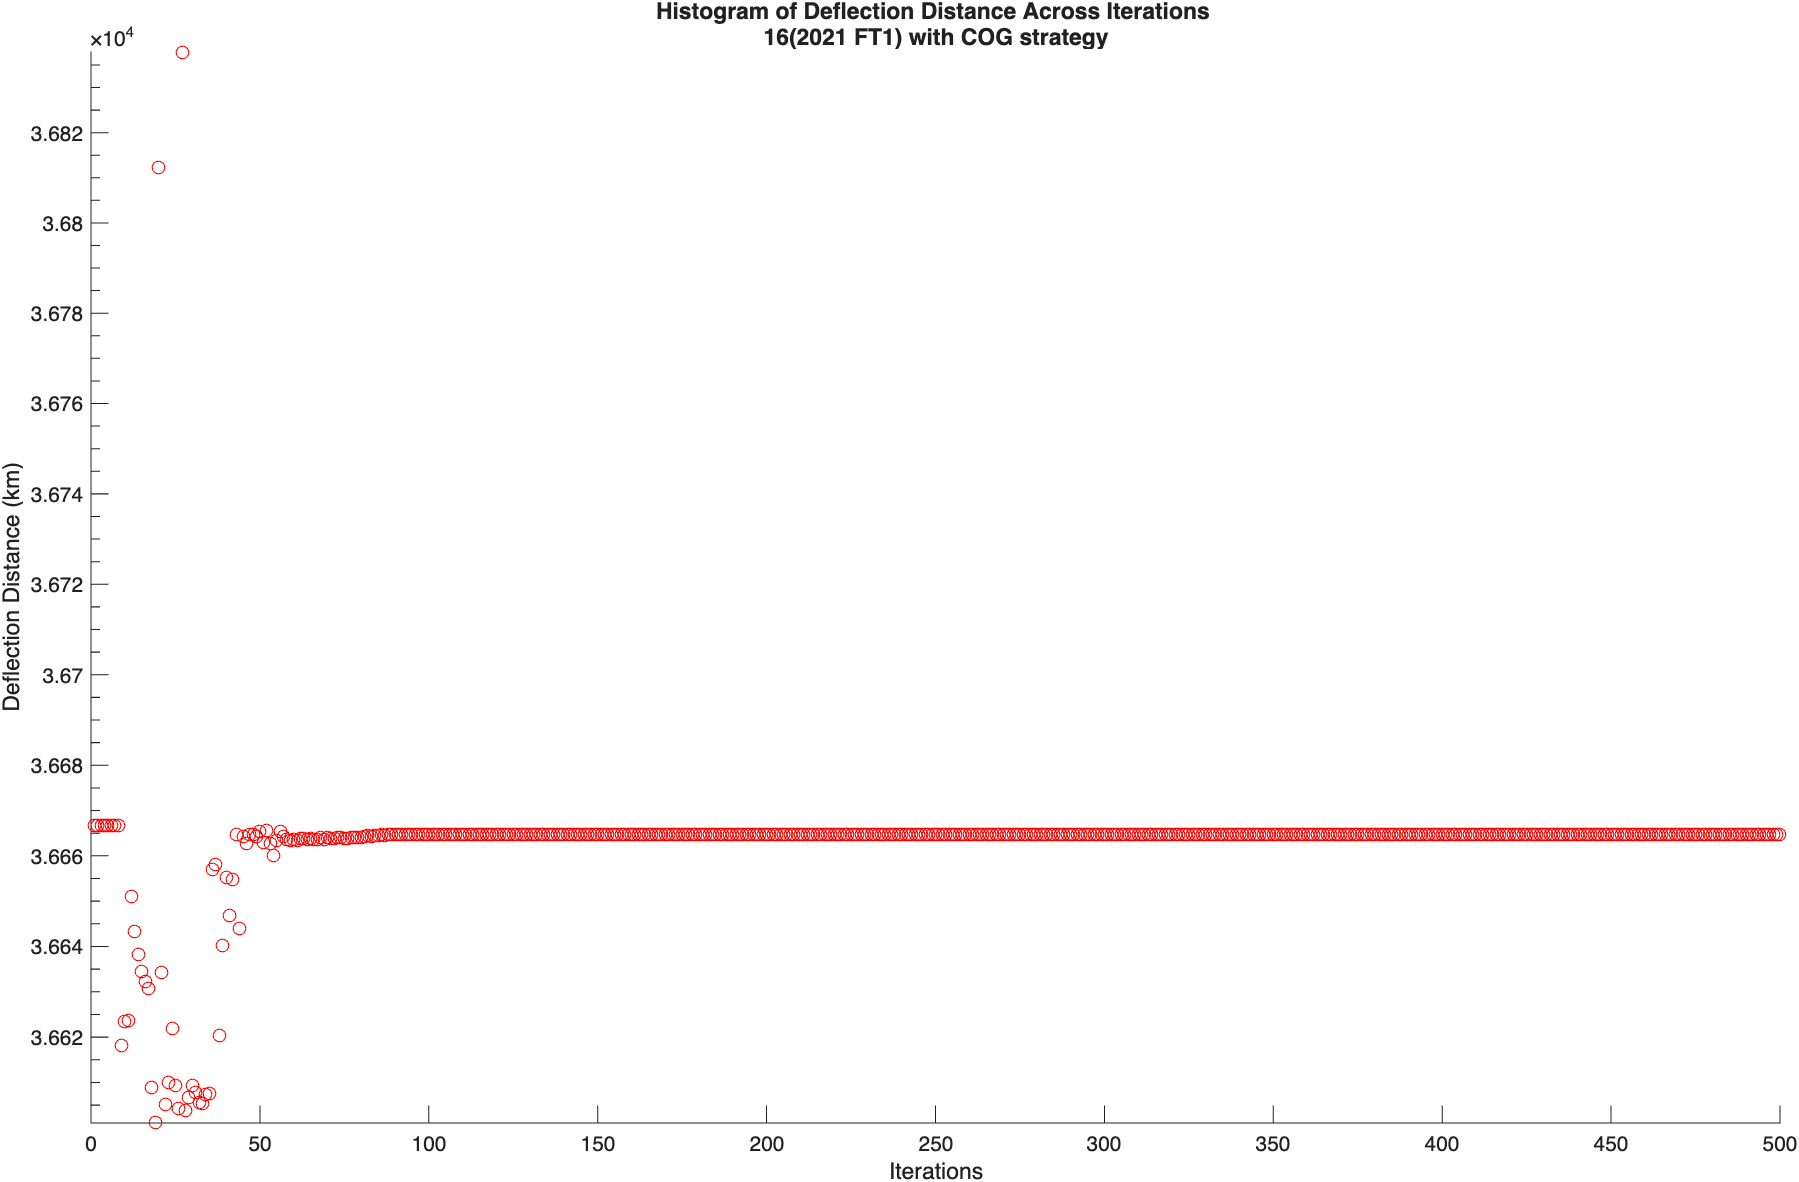 Histogram of Deflection Distance Across Iterations
16(2021 FT1) with COG strategy
×10⁴
3.682
3.68
3.678
3.676
3.674
3.672
3.67
3.668
3.666
3.664
3.662
Deflection Distance (km)
0 50 100 150 200 250 300 350 400 450 500
Iterations